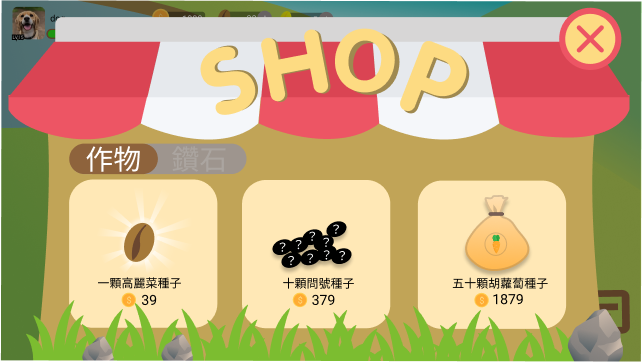 SHOP
作物
鑽石
一顆高麗菜種子
39
十顆問號種子
379
五十顆胡蘿蔔種子
1879
? ? ? ? ? ? ? ? ?